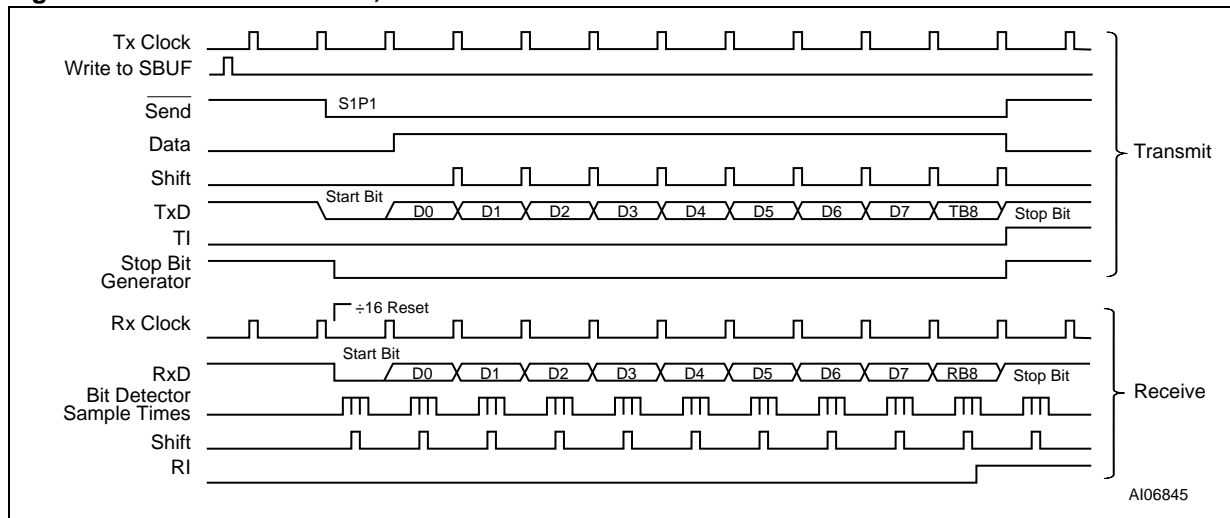 Tx Clock
Write to SBUF
Send
S1P1
Data
Transmit
Shift
Start Bit
TxD
D0 D1 D2 D3 D4 D5 D6 D7 TB8 Stop Bit
TI
Stop Bit
Generator
÷16 Reset
Rx Clock
Start Bit
RxD
D0 D1 D2 D3 D4 D5 D6 D7 RB8 Stop Bit
Bit Detector
Sample Times
Receive
Shift
RI
AI06845